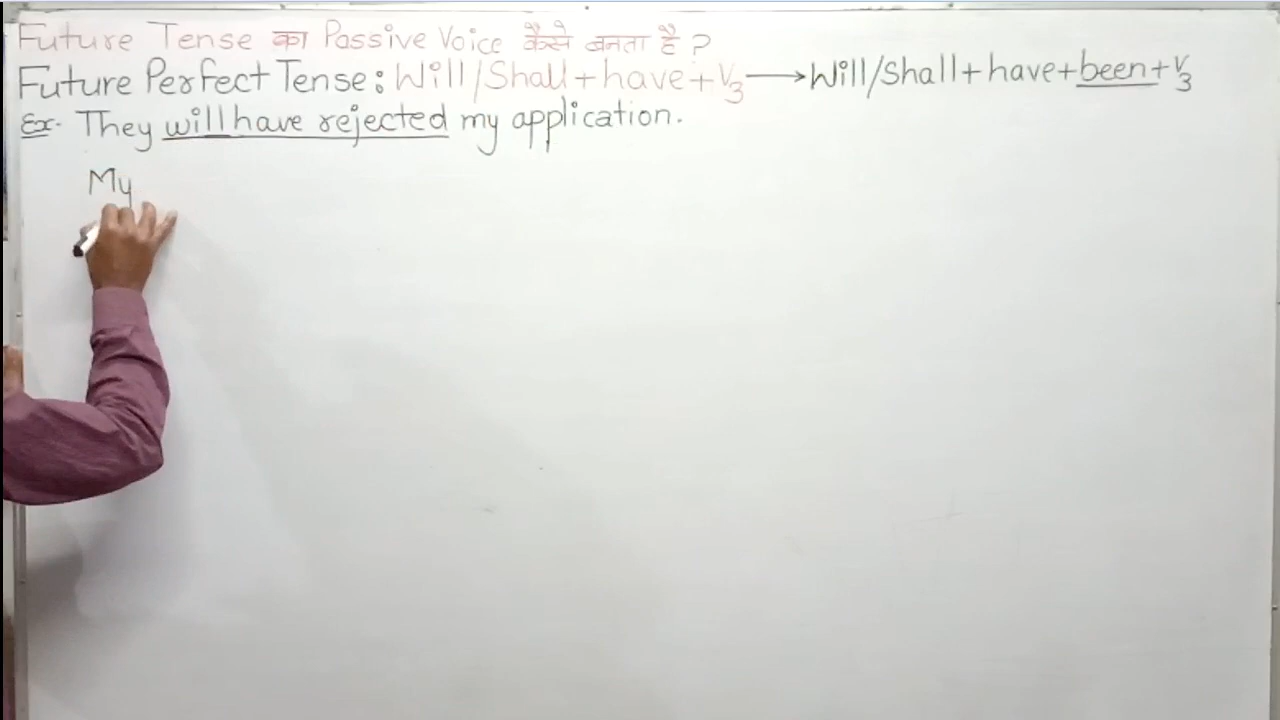 Future Tense का Passive Voice कैसे बनता है ?
Future Perfect Tense : Will/Shall + have + V3 → Will/Shall + have + been + V3
Ex. They will have rejected my application.
My